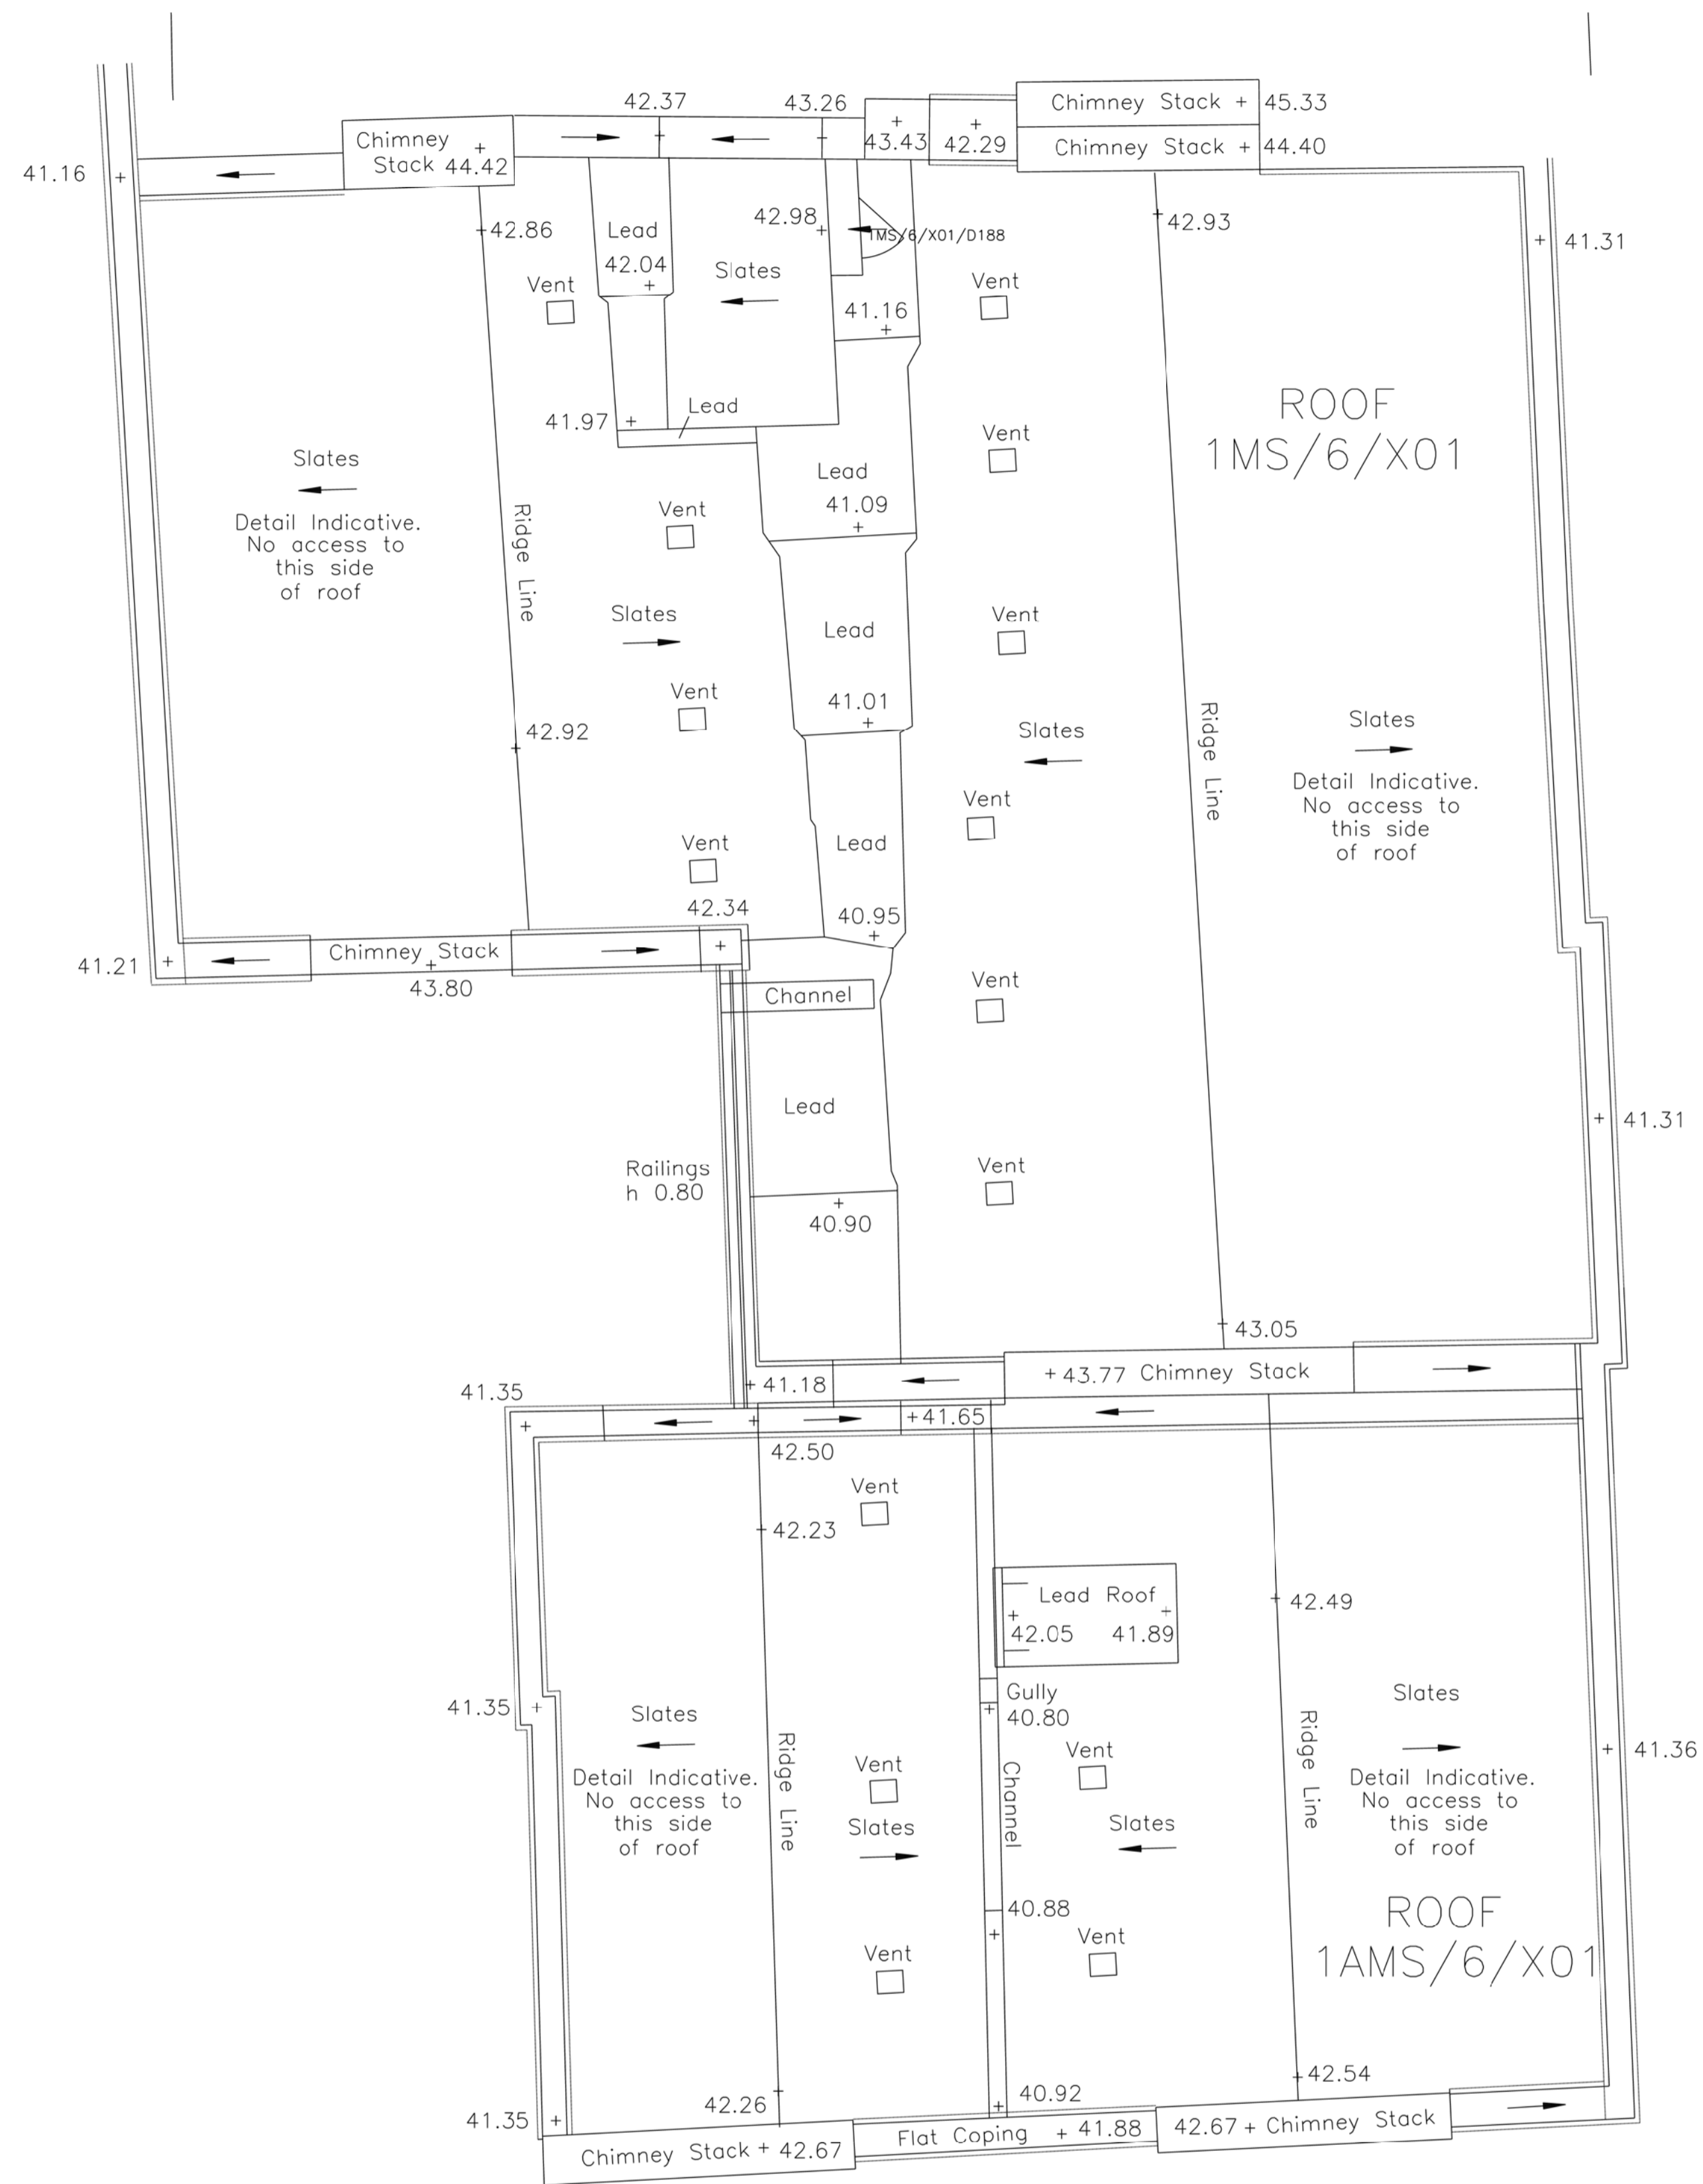 42.37
43.26
Chimney Stack + 45.33
43.43
42.29
Chimney Stack + 44.40
Chimney
Stack 44.42
41.16
42.86
Lead
42.04
42.98
1MS/6/X01/D188
42.93
41.31
Vent
Slates
Vent
41.16
ROOF
1MS/6/X01
41.97
Lead
Vent
Slates
Detail Indicative.
No access to
this side
of roof
Ridge Line
Vent
Lead
41.09
Slates
Lead
Vent
Vent
42.92
41.01
Slates
Ridge Line
Slates
Detail Indicative.
No access to
this side
of roof
Vent
Vent
Lead
42.34
40.95
41.21
Chimney Stack
43.80
Channel
Vent
Lead
41.31
Railings
h 0.80
Vent
40.90
43.05
41.18
43.77 Chimney Stack
41.35
41.65
42.50
Vent
42.23
Lead Roof
42.05 41.89
42.49
41.35
Gully
40.80
Slates
Detail Indicative.
No access to
this side
of roof
Ridge Line
Vent
Slates
Channel
Vent
Slates
Ridge Line
Slates
Detail Indicative.
No access to
this side
of roof
41.36
40.88
Vent
Vent
ROOF
1AMS/6/X01
42.26
40.92
42.54
41.35
Chimney Stack + 42.67
Flat Coping + 41.88
42.67 + Chimney Stack